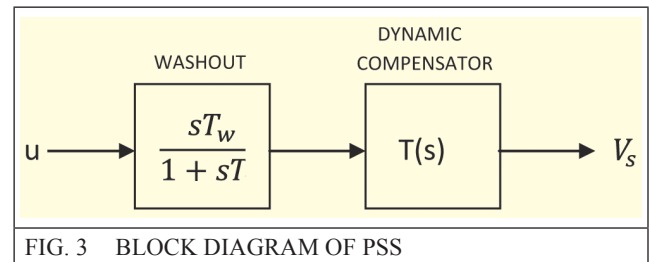 DYNAMIC
WASHOUT COMPENSATOR
u sT_w / 1 + sT T(s) V_s
FIG. 3 BLOCK DIAGRAM OF PSS